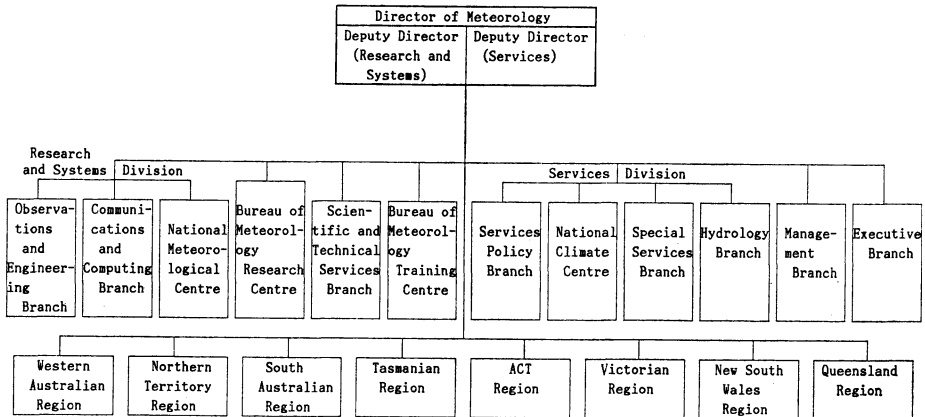 Director of Meteorology
Deputy Director
(Research and
Systems)
Deputy Director
(Services)
Research
and Systems Division
Services Division
Observa-
tions
and
Engineer-
ing
Branch
Communi-
cations
and
Computing
Branch
National
Meteoro-
logical
Centre
Bureau of
Meteorol-
ogy
Research
Centre
Scien-
tific and
Technical
Services
Branch
Bureau of
Meteorol-
ogy
Training
Centre
Services
Policy
Branch
National
Climate
Centre
Special
Services
Branch
Hydrology
Branch
Manage-
ment
Branch
Executive
Branch
Western
Australian
Region
Northern
Territory
Region
South
Australian
Region
Tasmanian
Region
ACT
Region
Victorian
Region
New South
Wales
Region
Queensland
Region